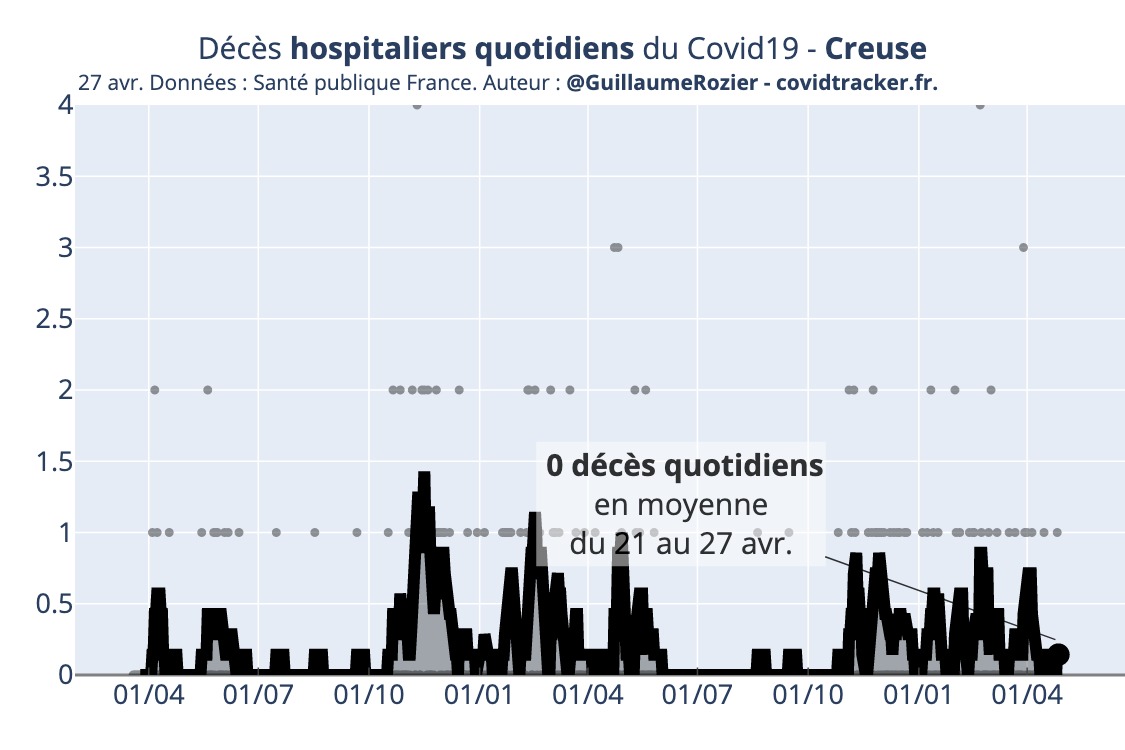 Décès hospitaliers quotidiens du Covid19 - Creuse
27 avr. Données : Santé publique France. Auteur : @GuillaumeRozier - covidtracker.fr.
4
3.5
3
2.5
2
1.5
1
0.5
0
0 décès quotidiens
en moyenne
du 21 au 27 avr.
01/04 01/07 01/10 01/01 01/04 01/07 01/10 01/01 01/04